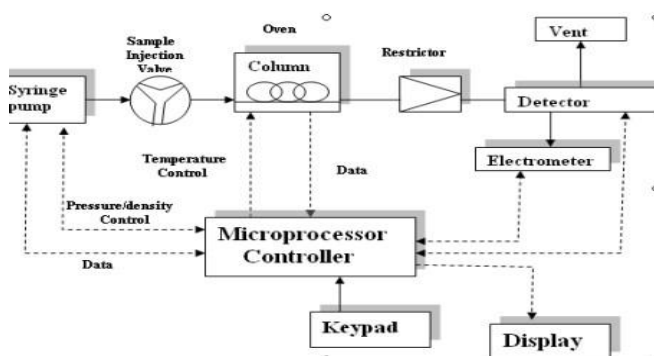 Oven
Sample
Injection
Valve
Restrictor
Vent
Syringe
pump
Column
Detector
Temperature
Control
Data
Electrometer
Pressure/density
Control
Data
Microprocessor
Controller
Keypad
Display